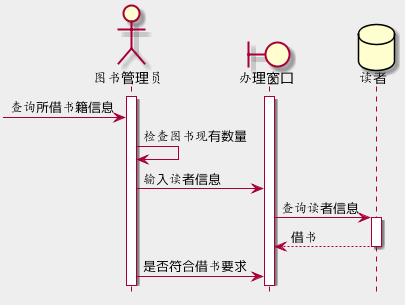 图书管理员
办理窗口
读者
查询所借书籍信息
检查图书现有数量
输入读者信息
查询读者信息
借书
是否符合借书要求